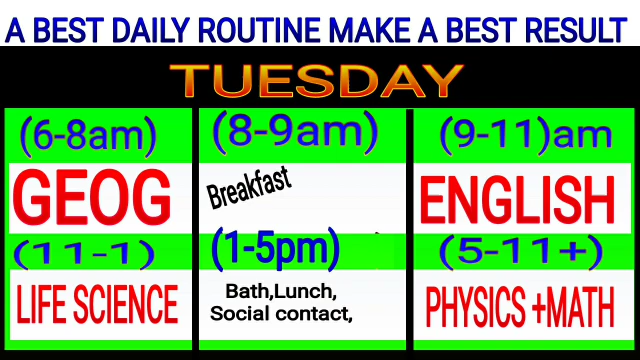 A BEST DAILY ROUTINE MAKE A BEST RESULT
TUESDAY
(6-8am)
(8-9am)
(9-11)am
GEOG
Breakfast
ENGLISH
(11-1)
(1-5pm)
(5-11+)
LIFE SCIENCE
Bath,Lunch,
Social contact,
PHYSICS +MATH